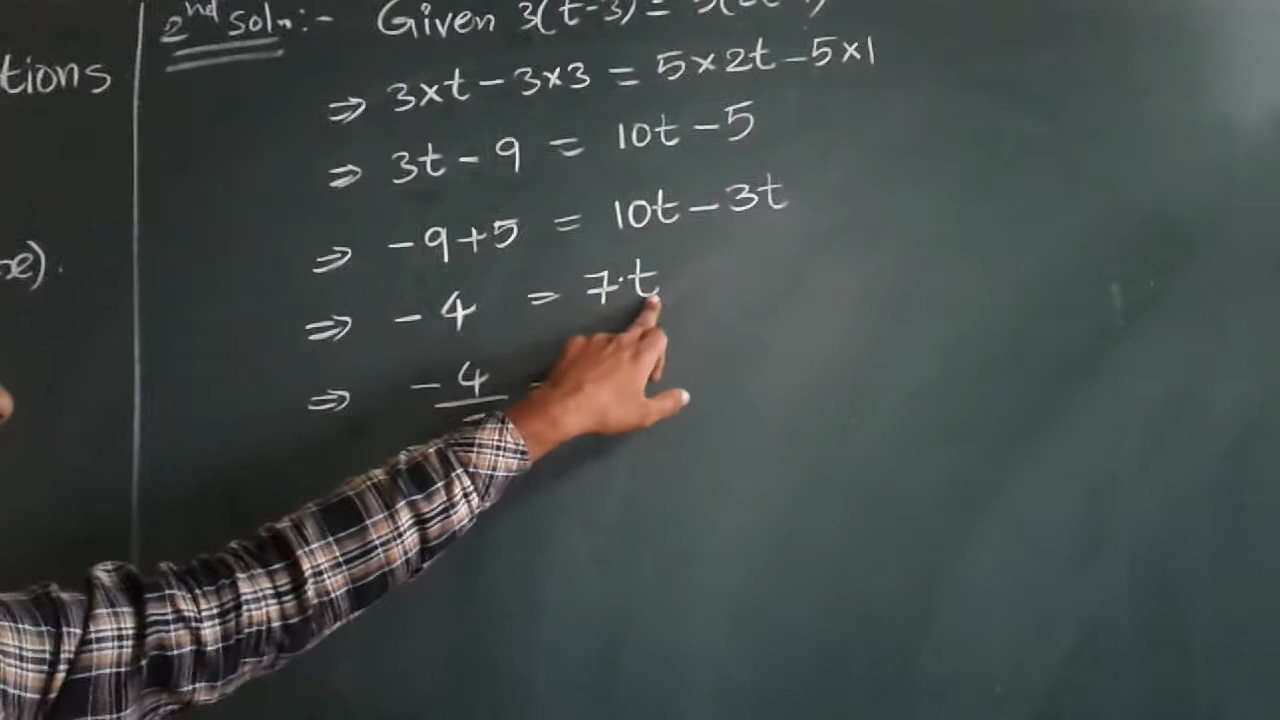 tions
2nd soln:- Given 3(t-3)=
⇒ 3×t-3×3 = 5×2t-5×1
⇒ 3t-9 = 10t-5
⇒ -9+5 = 10t-3t
⇒ -4 = 7·t
⇒ -4